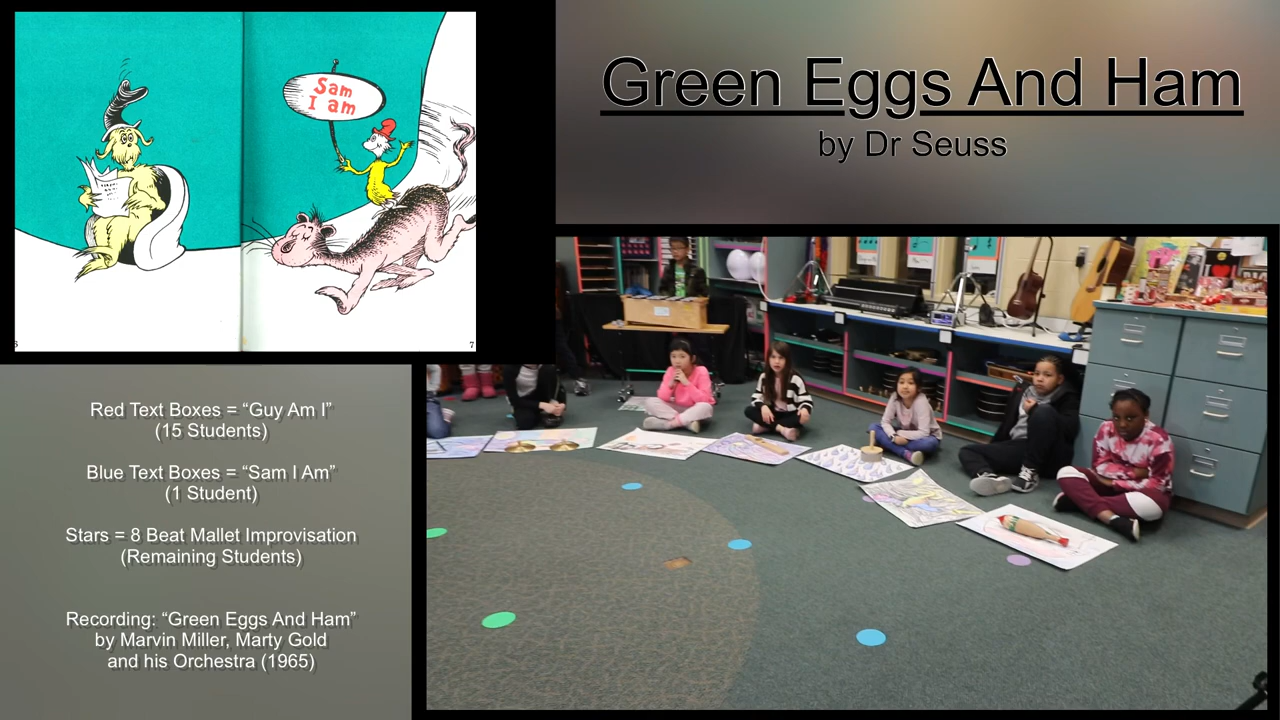 Sam
I am
7
Green Eggs And Ham
by Dr Seuss
Red Text Boxes = “Guy Am I”
(15 Students)
Blue Text Boxes = “Sam I Am”
(1 Student)
Stars = 8 Beat Mallet Improvisation
(Remaining Students)
Recording: “Green Eggs And Ham”
by Marvin Miller, Marty Gold
and his Orchestra (1965)